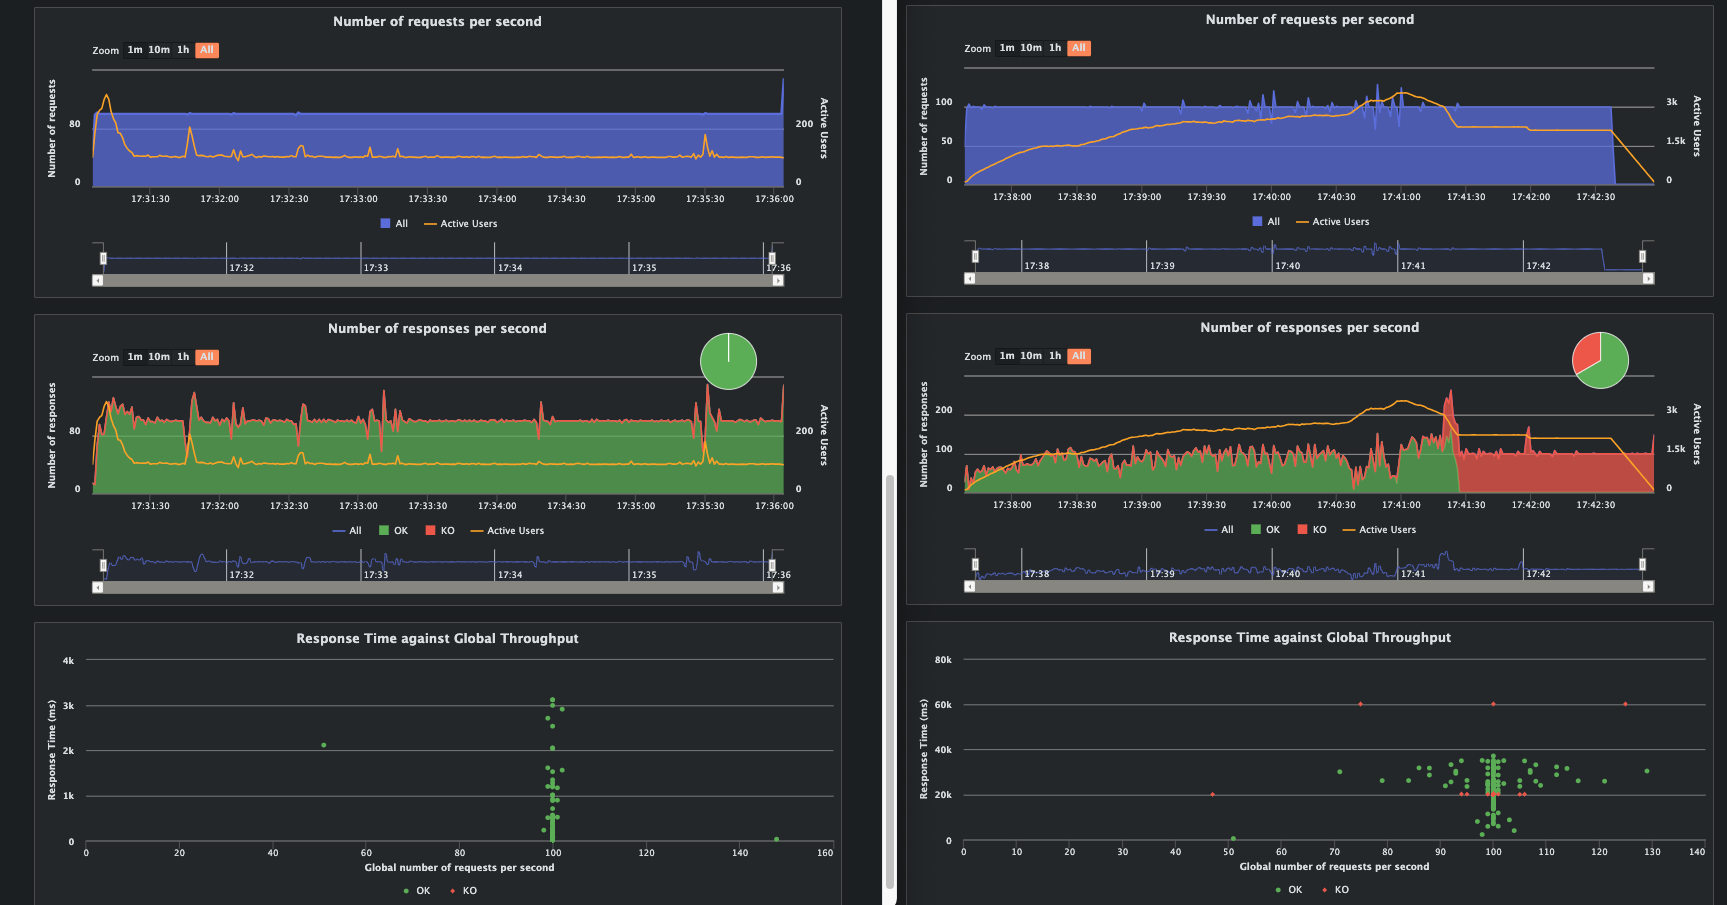 Number of requests per second
Zoom 1m 10m 1h All
Number of requests
Active Users
80
0
200
0
17:31:30 17:32:00 17:32:30 17:33:00 17:33:30 17:34:00 17:34:30 17:35:00 17:35:30 17:36:00
All Active Users
17:32 17:33 17:34 17:35 17:36
Number of responses per second
Zoom 1m 10m 1h All
Number of responses
Active Users
80
0
200
0
17:31:30 17:32:00 17:32:30 17:33:00 17:33:30 17:34:00 17:34:30 17:35:00 17:35:30 17:36:00
All OK KO Active Users
17:32 17:33 17:34 17:35 17:36
Response Time against Global Throughput
Response Time (ms)
4k
3k
2k
1k
0
0 20 40 60 80 100 120 140 160
Global number of requests per second
OK KO
Number of requests per second
Zoom 1m 10m 1h All
Number of requests
Active Users
100
50
0
3k
1.5k
0
17:38:00 17:38:30 17:39:00 17:39:30 17:40:00 17:40:30 17:41:00 17:41:30 17:42:00 17:42:30
All Active Users
17:38 17:39 17:40 17:41 17:42
Number of responses per second
Zoom 1m 10m 1h All
Number of responses
Active Users
200
100
0
3k
1.5k
0
17:38:00 17:38:30 17:39:00 17:39:30 17:40:00 17:40:30 17:41:00 17:41:30 17:42:00 17:42:30
All OK KO Active Users
17:38 17:39 17:40 17:41 17:42
Response Time against Global Throughput
Response Time (ms)
80k
60k
40k
20k
0
0 10 20 30 40 50 60 70 80 90 100 110 120 130 140
Global number of requests per second
OK KO